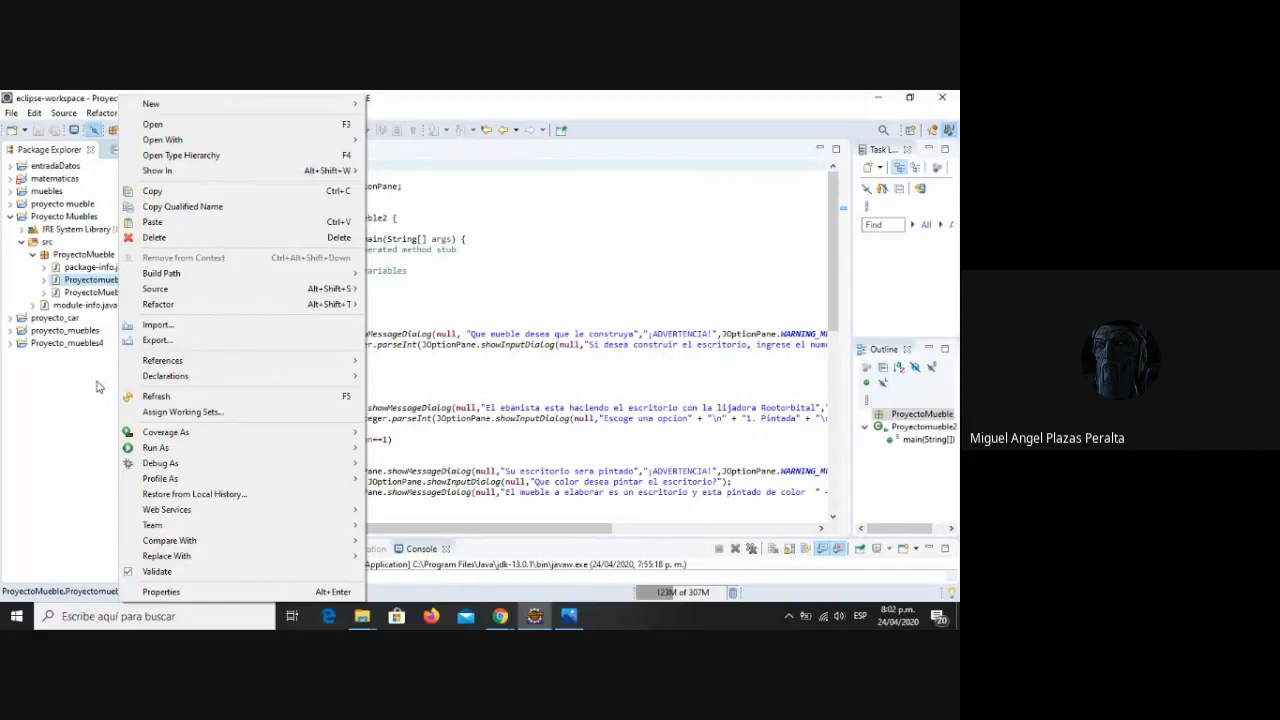 eclipse-workspace - Proyec
E
File Edit Source Refactor
Package Explorer
entradaDatos
matematicas
muebles
proyecto mueble
Proyecto Muebles
JRE System Library [
src
ProyectoMueble
package-info.j
Proyectomueb
ProyectoMueb
module-info.java
proyecto_car
proyecto_muebles
Proyecto_muebles4
New
Open F3
Open With
Open Type Hierarchy F4
Show In Alt+Shift+W
Copy Ctrl+C
Copy Qualified Name
Paste Ctrl+V
Delete Delete
Remove from Context Ctrl+Alt+Shift+Down
Build Path
Source Alt+Shift+S
Refactor Alt+Shift+T
Import...
Export...
References
Declarations
Refresh F5
Assign Working Sets...
Coverage As
Run As
Debug As
Profile As
Restore from Local History...
Web Services
Team
Compare With
Replace With
Validate
Properties Alt+Enter
onPane;
ble2 {
ain(String[] args) {
erated method stub
variables
MessageDialog(null, "Que mueble desea que le construya","¡ADVERTENCIA!",JOptionPane.WARNING_M
er.parseInt(JOptionPane.showInputDialog(null,"Si desea construir el escritorio, ingrese el num
showMessageDialog(null,"El ebanista esta haciendo el escritorio con la lijadora Rootorbital","
teger.parseInt(JOptionPane.showInputDialog(null,"Escoge una opcion" + "\n" + "1. Pintada" + "\
n==1)
Pane.showMessageDialog(null,"Su escritorio sera pintado","¡ADVERTENCIA!",JOptionPane.WARNING_M
JOptionPane.showInputDialog(null,"Que color desea pintar el escritorio?");
Pane.showMessageDialog(null,"El mueble a elaborar es un escritorio y esta pintado de color " +
Task L...
Find All A
Outline
ProyectoMueble
Proyectomueble2
main(String[])
ation Console
Application] C:\Program Files\Java\jdk-13.0.1\bin\javaw.exe (24/04/2020, 7:55:18 p. m.)
ProyectoMueble.Proyectomueb
123M of 307M
Escribe aquí para buscar
ESP
8:02 p.m.
24/04/2020
20
Miguel Angel Plazas Peralta